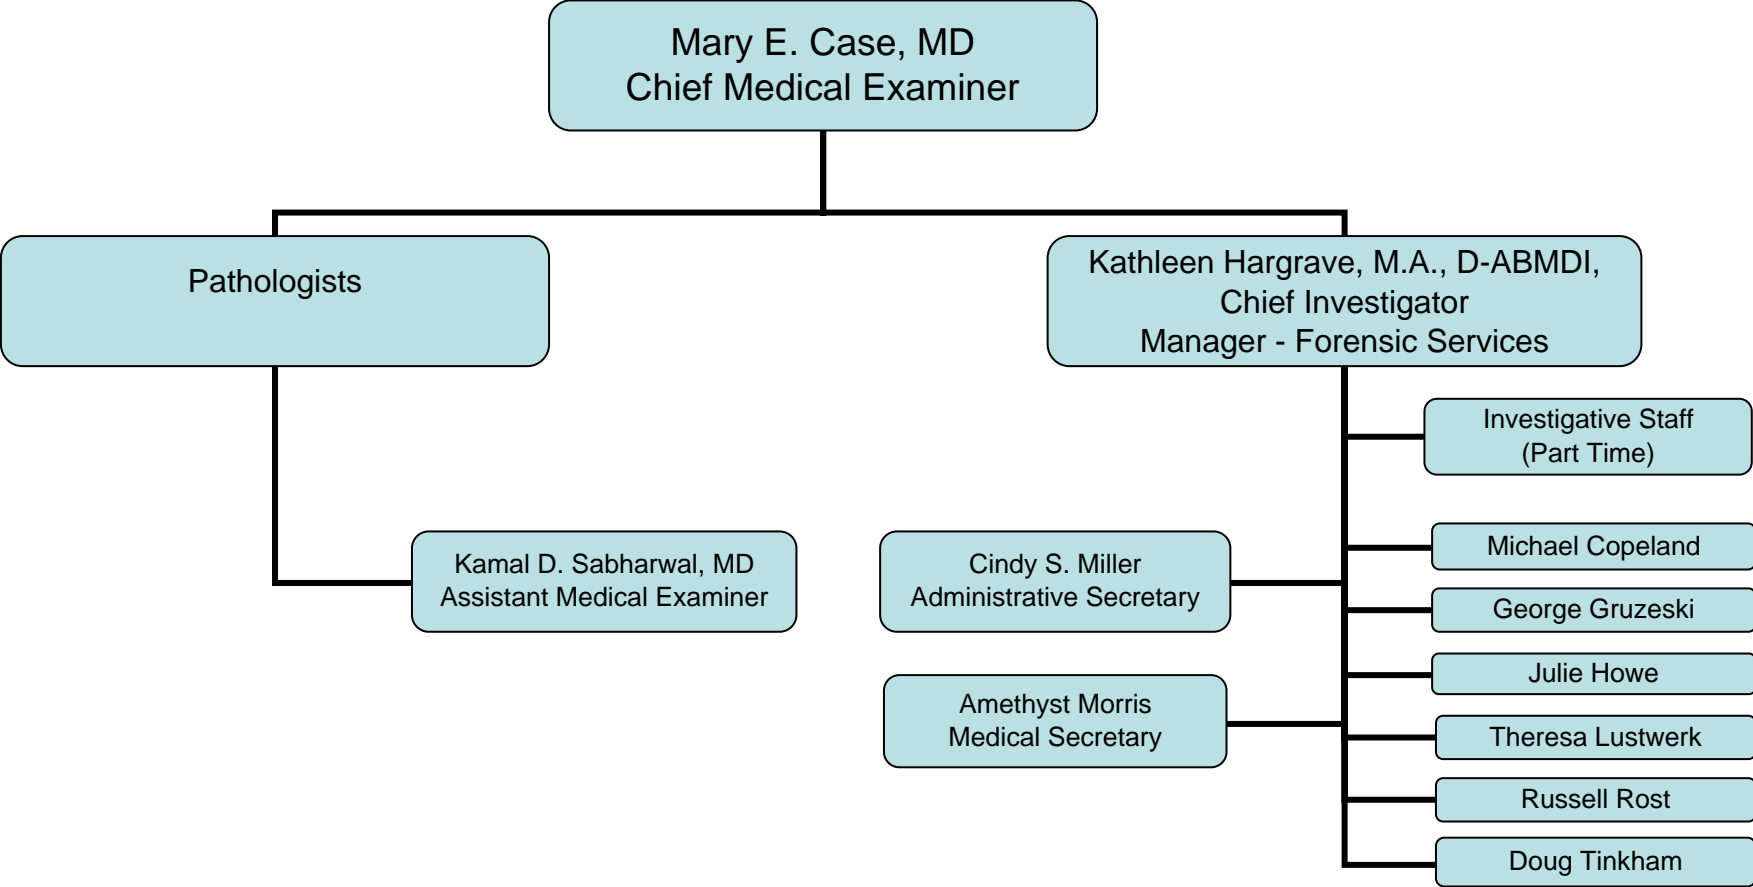 Mary E. Case, MD
Chief Medical Examiner
Pathologists
Kathleen Hargrave, M.A., D-ABMDI,
Chief Investigator
Manager - Forensic Services
Investigative Staff
(Part Time)
Kamal D. Sabharwal, MD
Assistant Medical Examiner
Cindy S. Miller
Administrative Secretary
Amethyst Morris
Medical Secretary
Michael Copeland
George Gruzeski
Julie Howe
Theresa Lustwerk
Russell Rost
Doug Tinkham